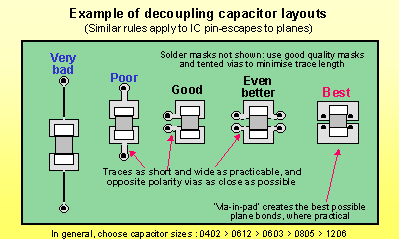 Example of decoupling capacitor layouts
(Similar rules apply to IC pin-escapes to planes)
Solder masks not shown: use good quality masks
and tented vias to minimise trace length
Very
bad
Poor
Good
Even
better
Best
Traces as short and wide as practicable, and
opposite polarity vias as close as possible
'Via-in-pad' creates the best possible
plane bonds, where practical
In general, choose capacitor sizes : 0402 > 0612 > 0603 > 0805 > 1206